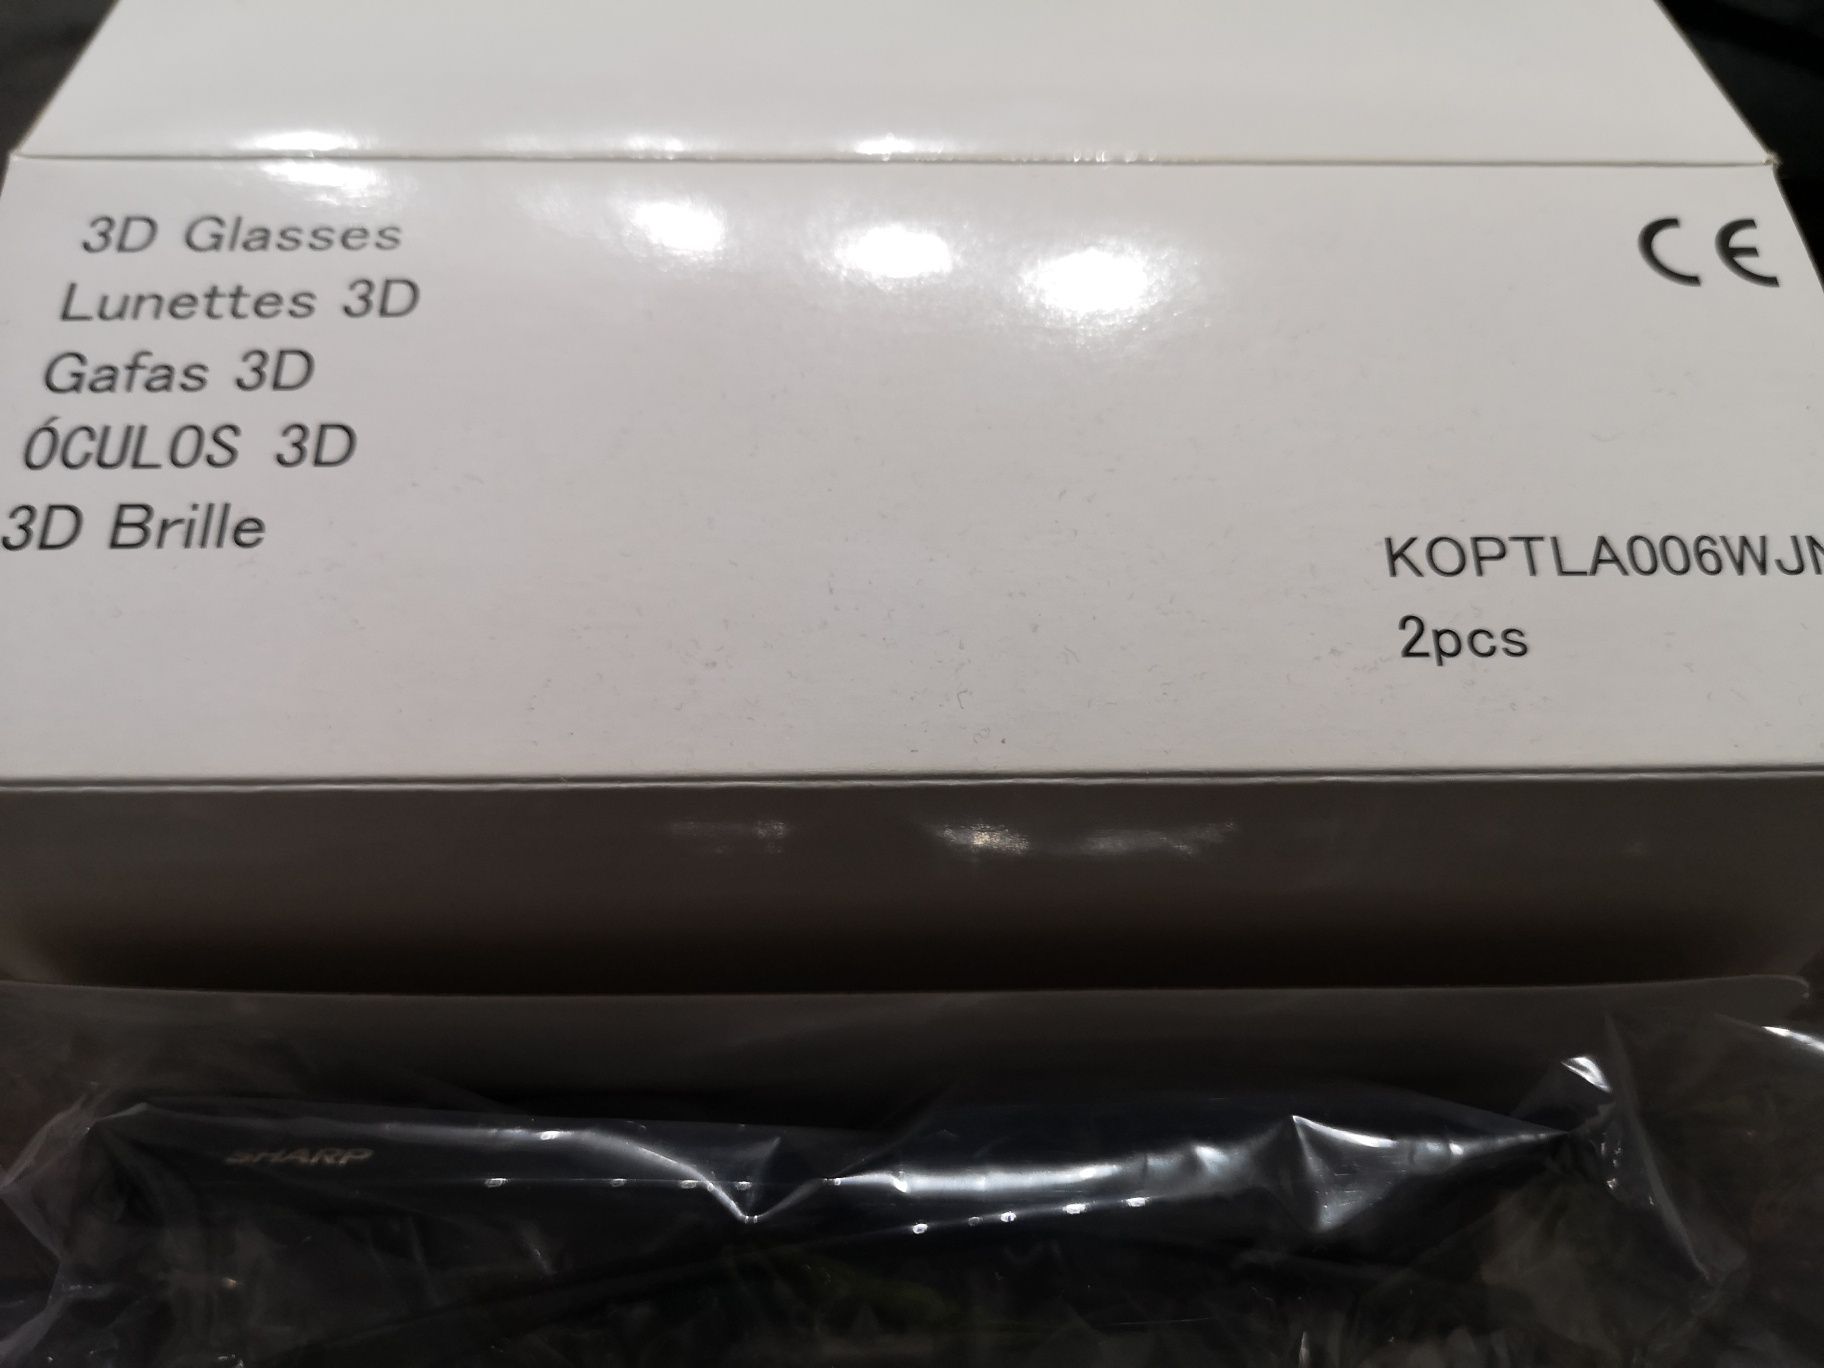 3D Glasses
CE
Lunettes 3D
Gafas 3D
ÓCULOS 3D
3D Brille
KOPTLA006WJN
2pcs
SHARP